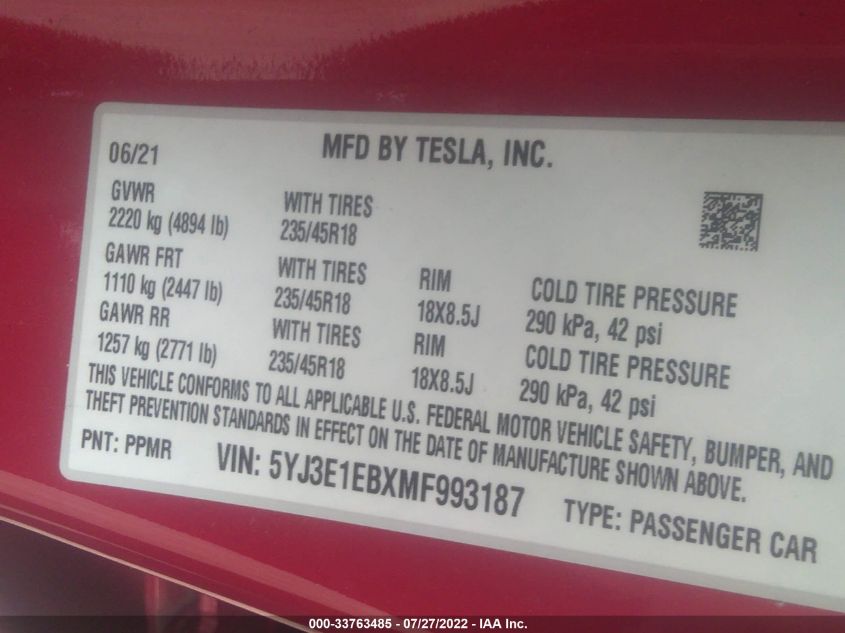 06/21
MFD BY TESLA, INC.
GVWR
2220 kg (4894 lb)
WITH TIRES
235/45R18
GAWR FRT
1110 kg (2447 lb)
WITH TIRES
235/45R18
RIM
18X8.5J
COLD TIRE PRESSURE
290 kPa, 42 psi
GAWR RR
1257 kg (2771 lb)
WITH TIRES
235/45R18
RIM
18X8.5J
COLD TIRE PRESSURE
290 kPa, 42 psi
THIS VEHICLE CONFORMS TO ALL APPLICABLE U.S. FEDERAL MOTOR VEHICLE SAFETY, BUMPER, AND
THEFT PREVENTION STANDARDS IN EFFECT ON THE DATE OF MANUFACTURE SHOWN ABOVE.
PNT: PPMR
VIN: 5YJ3E1EBXMF993187
TYPE: PASSENGER CAR
000-33763485 - 07/27/2022 - IAA Inc.